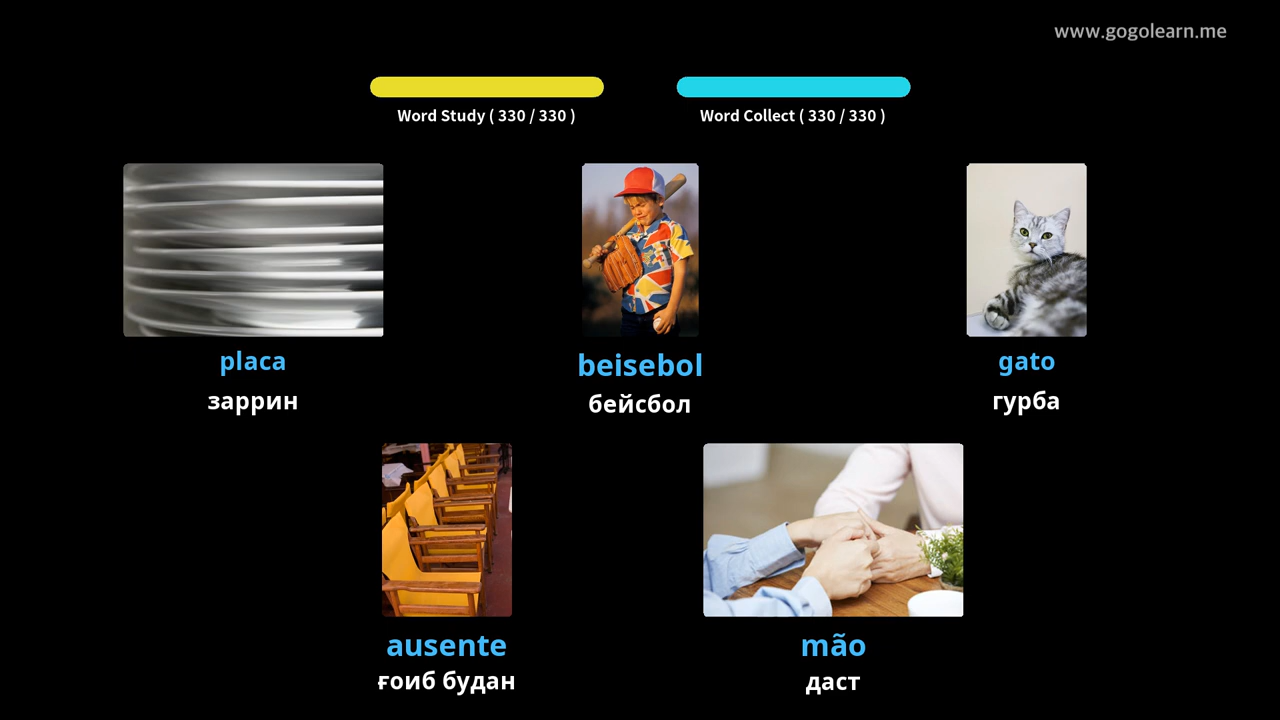 www.gogolearn.me
Word Study ( 330 / 330 )
Word Collect ( 330 / 330 )
placa
заррин
beisebol
бейсбол
gato
гурба
ausente
ғоиб будан
mão
даст